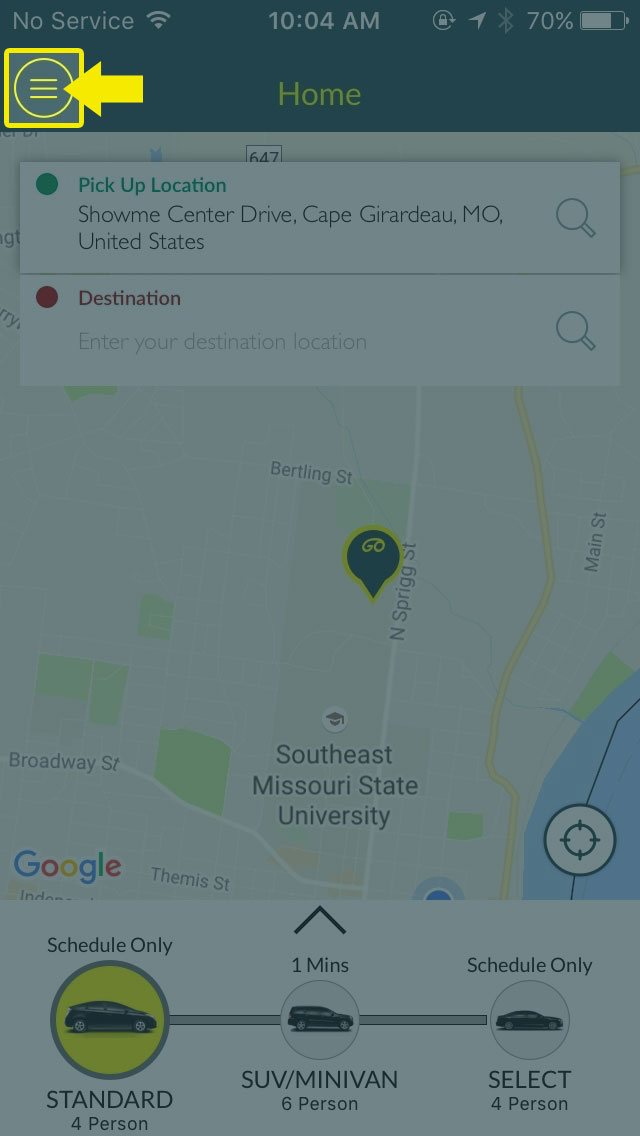 No Service
10:04 AM
70%
Home
647
Pick Up Location
Showme Center Drive, Cape Girardeau, MO,
United States
Destination
Enter your destination location
Bertling St
GO
N Sprigg St
Main St
Southeast
Missouri State
University
Broadway St
Google
Themis St
Schedule Only
1 Mins
Schedule Only
STANDARD
4 Person
SUV/MINIVAN
6 Person
SELECT
4 Person